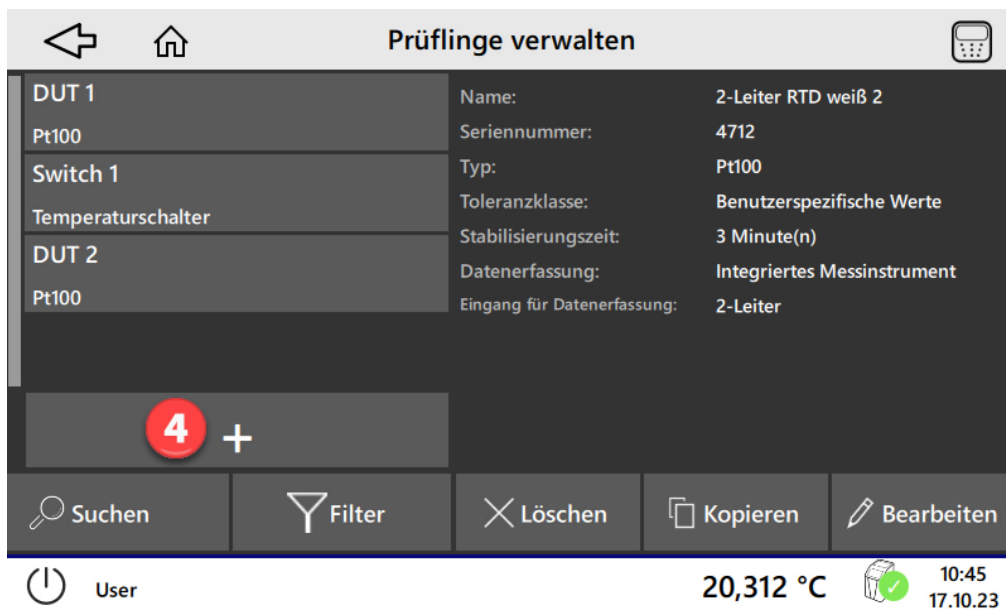 Prüflinge verwalten
DUT 1
Pt100
Switch 1
Temperaturschalter
DUT 2
Pt100
4 +
Name: 2-Leiter RTD weiß 2
Seriennummer: 4712
Typ: Pt100
Toleranzklasse: Benutzerspezifische Werte
Stabilisierungszeit: 3 Minute(n)
Datenerfassung: Integriertes Messinstrument
Eingang für Datenerfassung: 2-Leiter
Suchen Filter Löschen Kopieren Bearbeiten
User 20,312 °C 10:45
17.10.23